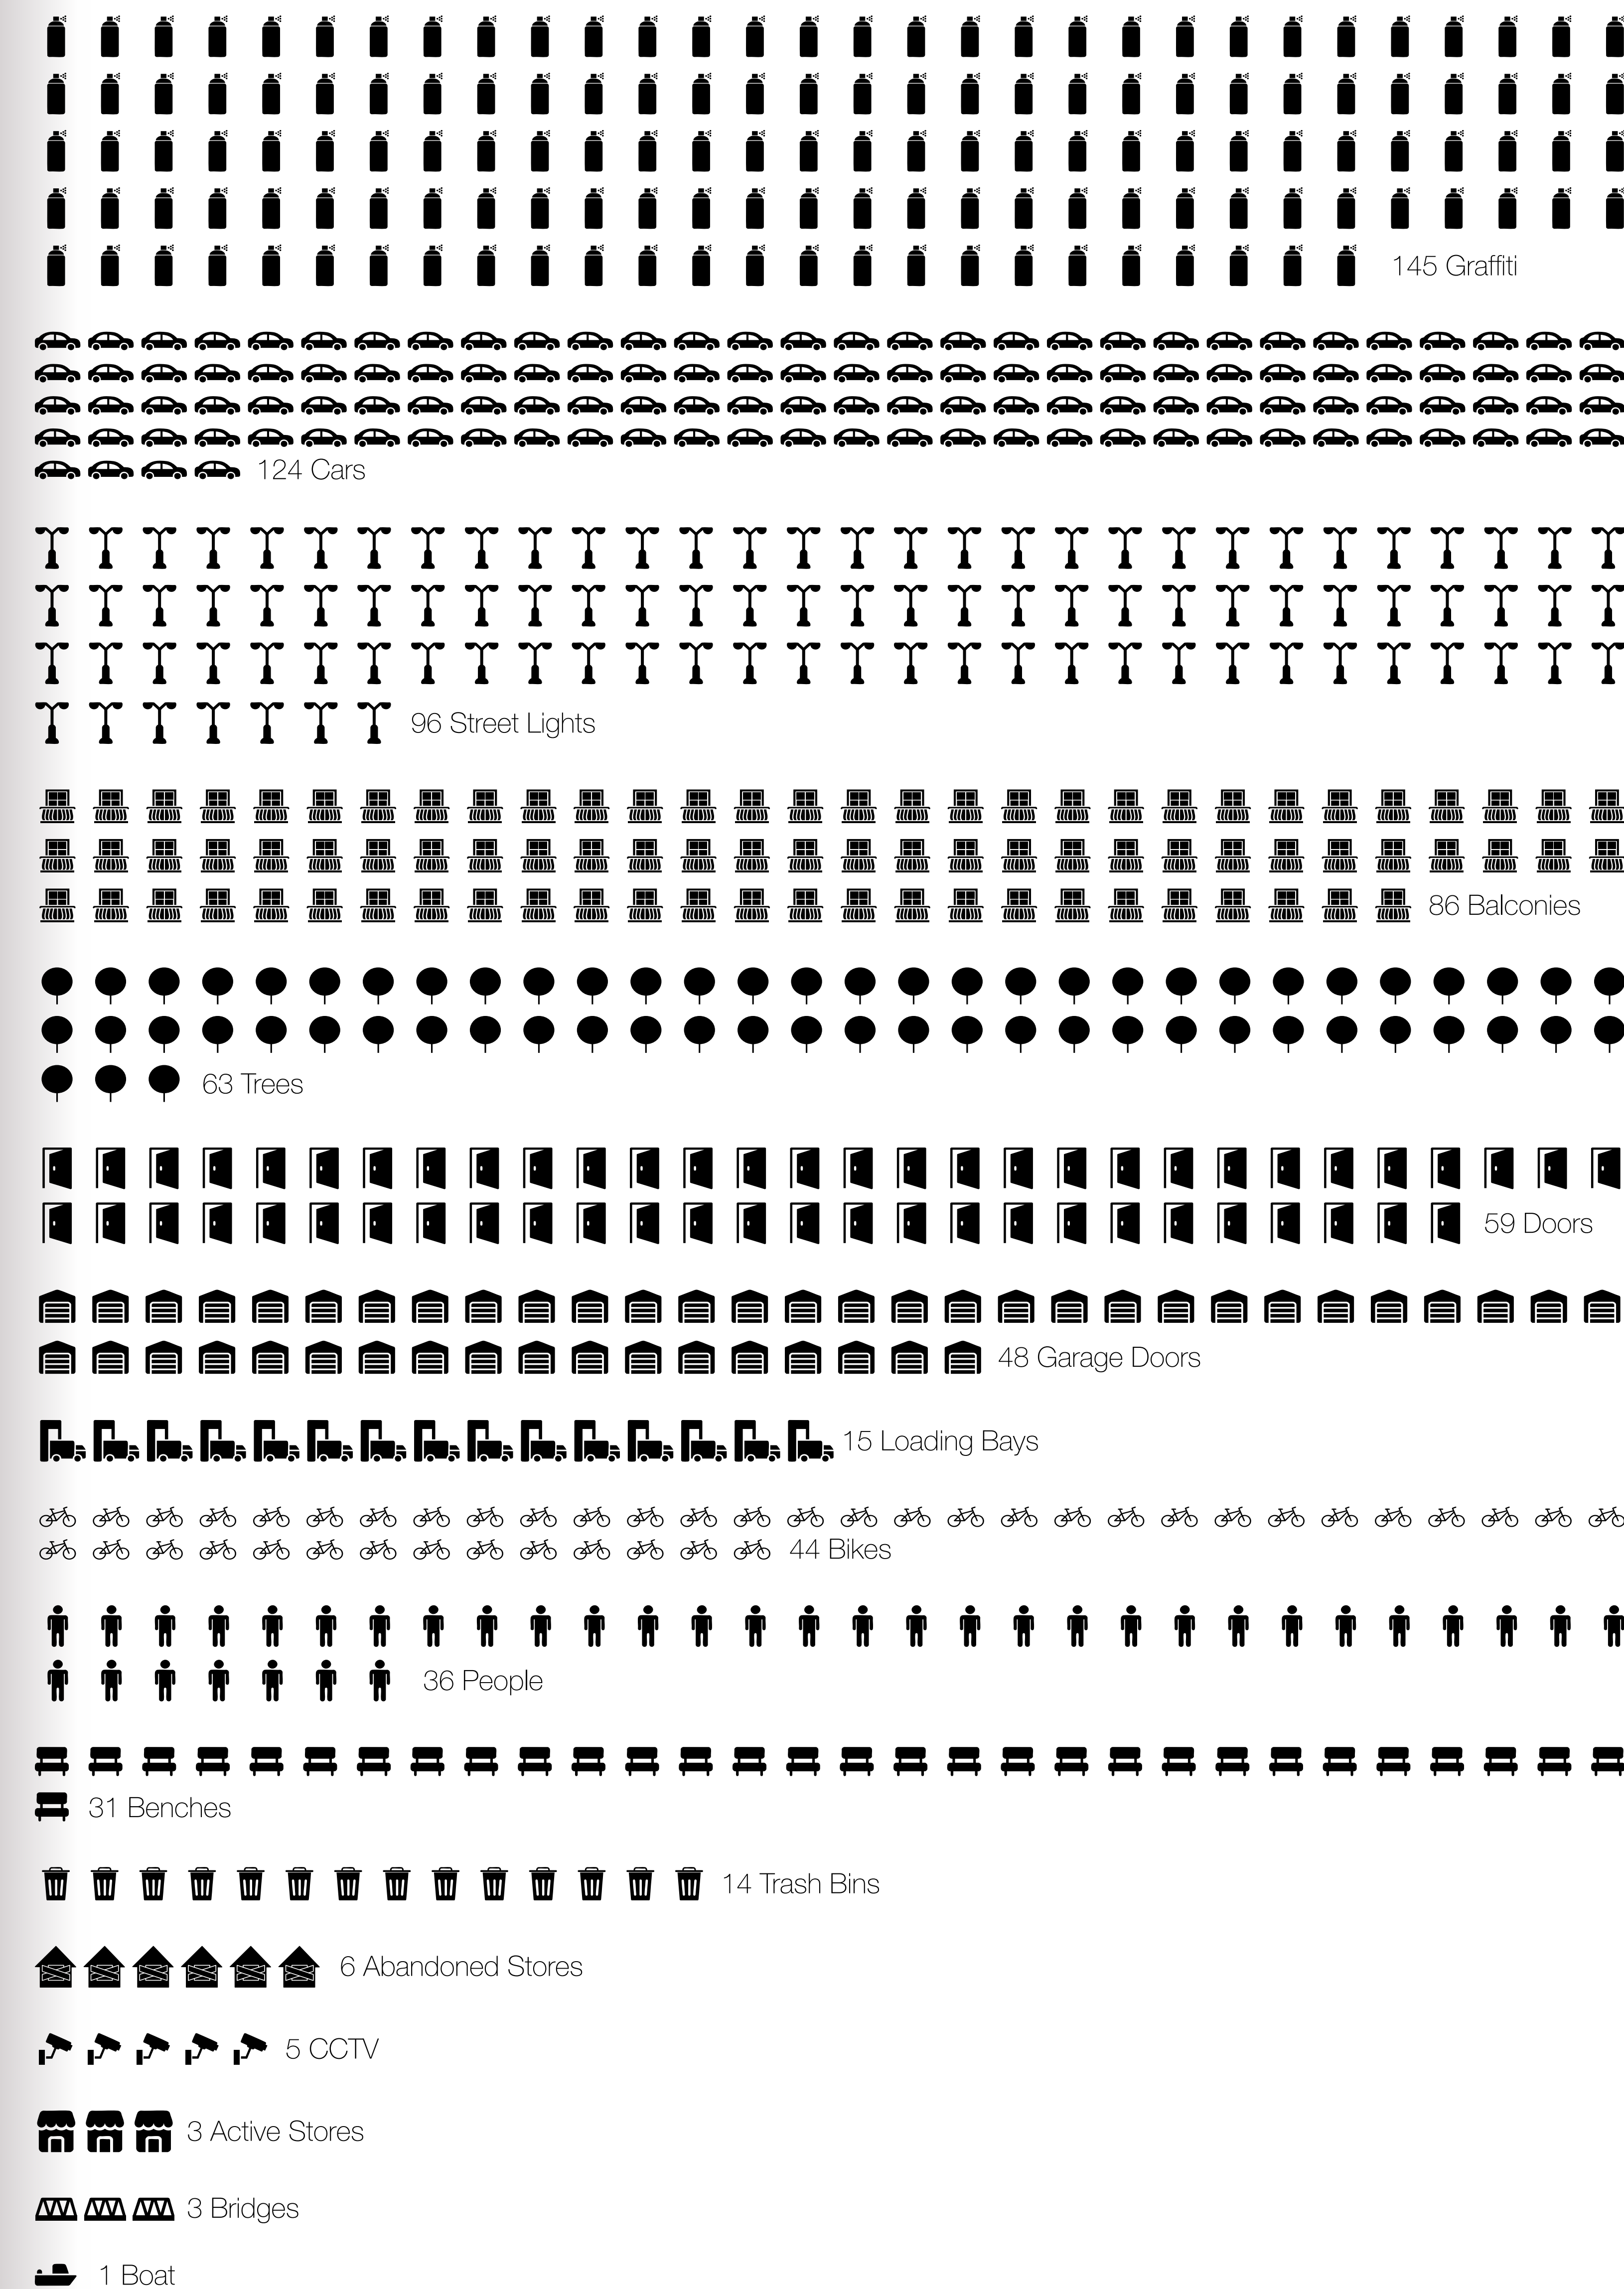 145 Graffiti
124 Cars
96 Street Lights
86 Balconies
63 Trees
59 Doors
48 Garage Doors
15 Loading Bays
44 Bikes
36 People
31 Benches
14 Trash Bins
6 Abandoned Stores
5 CCTV
3 Active Stores
3 Bridges
1 Boat